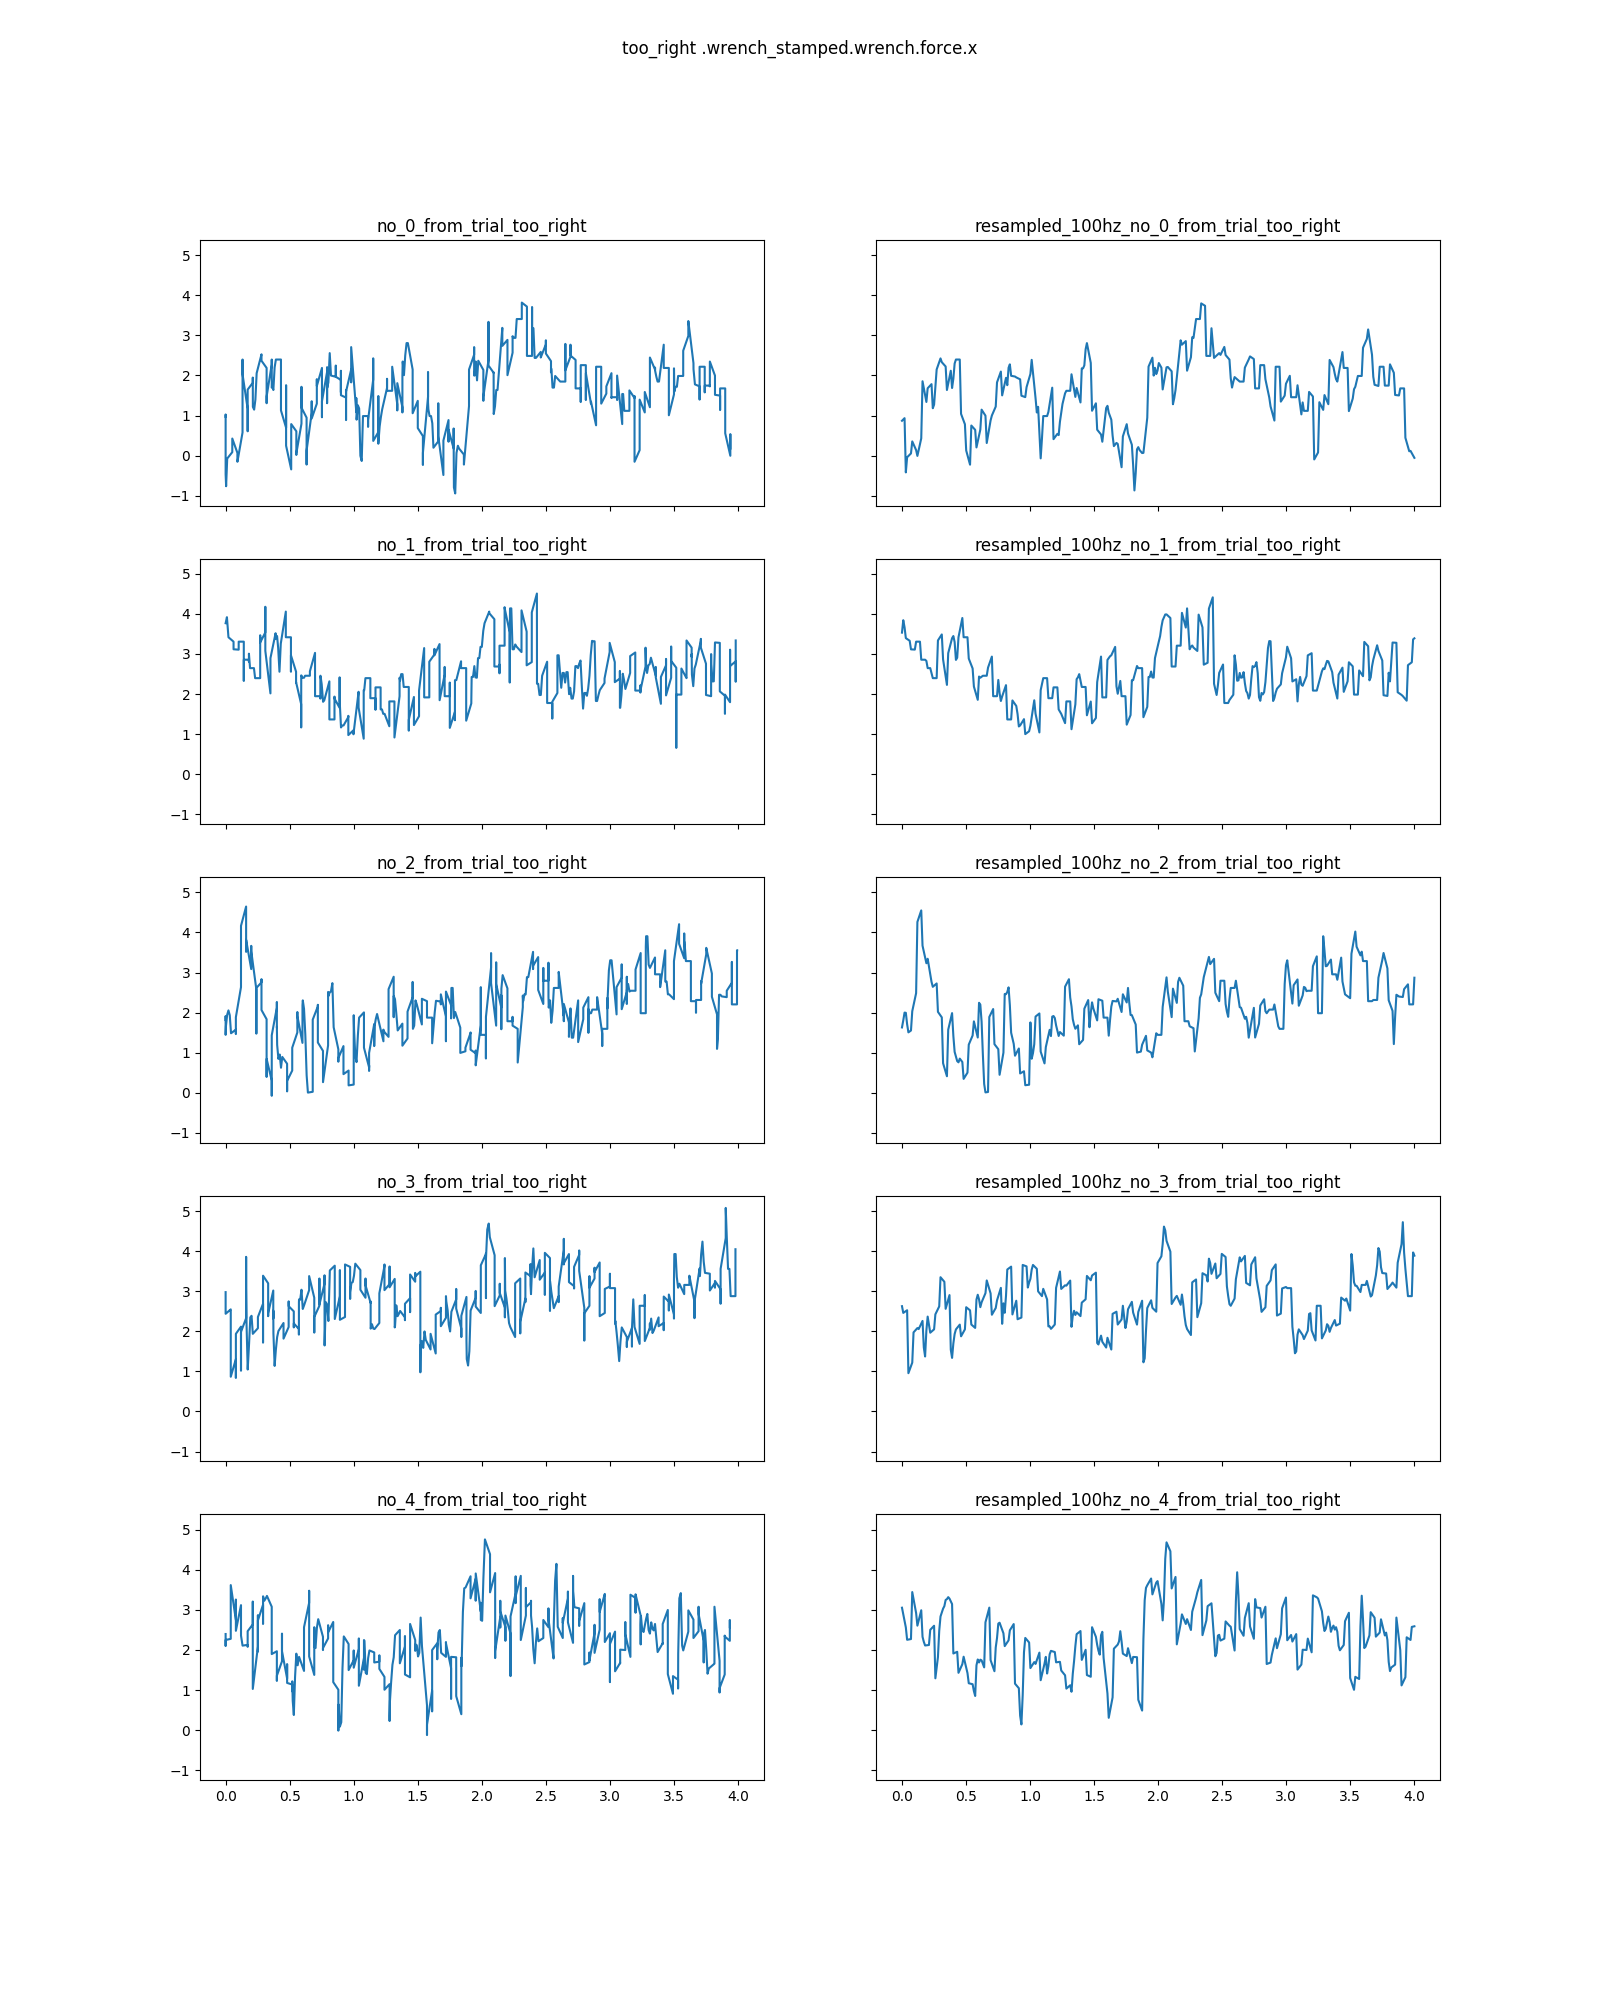 too_right .wrench_stamped.wrench.force.x
no_0_from_trial_too_right
resampled_100hz_no_0_from_trial_too_right
5
4
3
2
1
0
−1
no_1_from_trial_too_right
resampled_100hz_no_1_from_trial_too_right
5
4
3
2
1
0
−1
no_2_from_trial_too_right
resampled_100hz_no_2_from_trial_too_right
5
4
3
2
1
0
−1
no_3_from_trial_too_right
resampled_100hz_no_3_from_trial_too_right
5
4
3
2
1
0
−1
no_4_from_trial_too_right
resampled_100hz_no_4_from_trial_too_right
5
4
3
2
1
0
−1
0.0 0.5 1.0 1.5 2.0 2.5 3.0 3.5 4.0
0.0 0.5 1.0 1.5 2.0 2.5 3.0 3.5 4.0